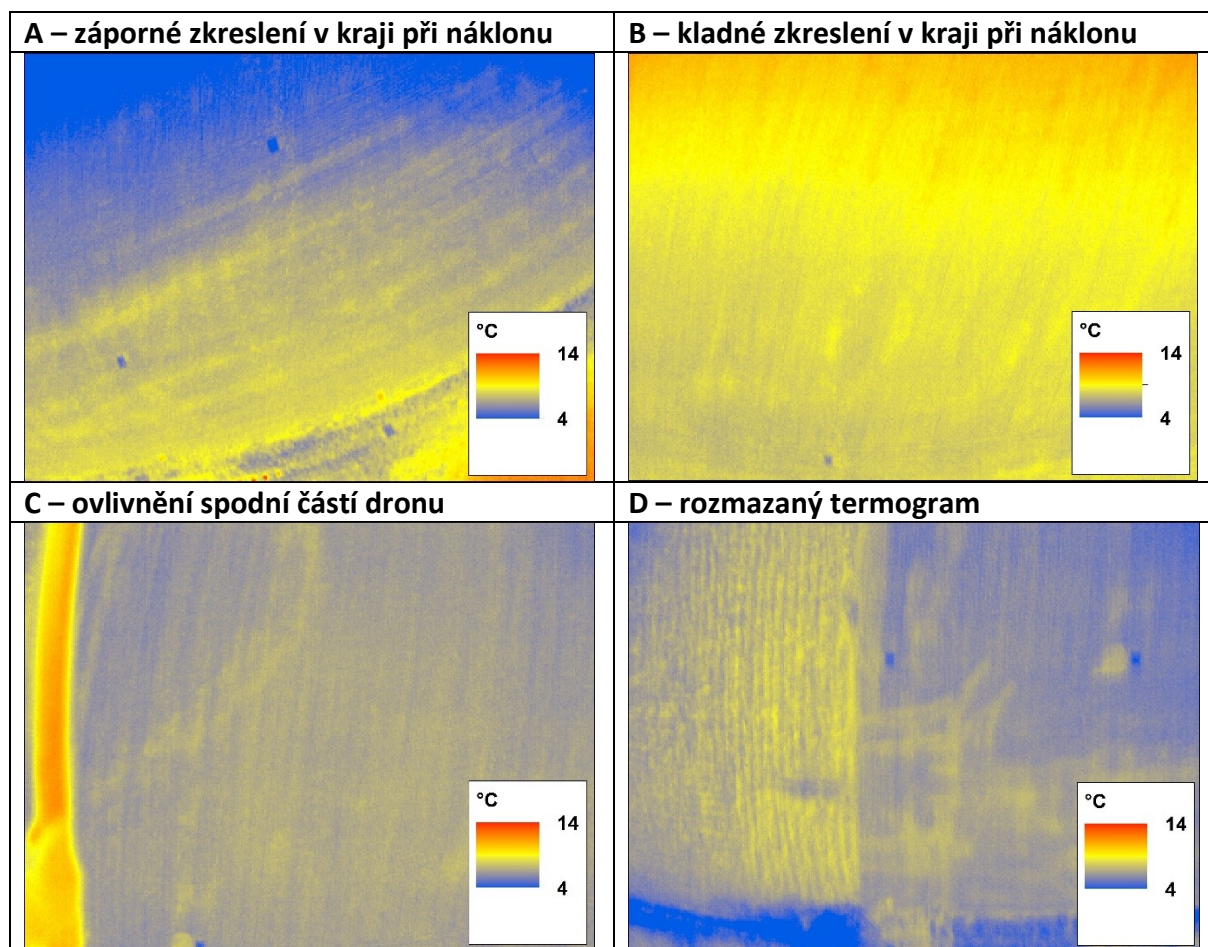 A – záporné zkreslení v kraji při náklonu
B – kladné zkreslení v kraji při náklonu
°C
14
4
°C
14
4
C – ovlivnění spodní částí dronu
D – rozmazaný termogram
°C
14
4
°C
14
4